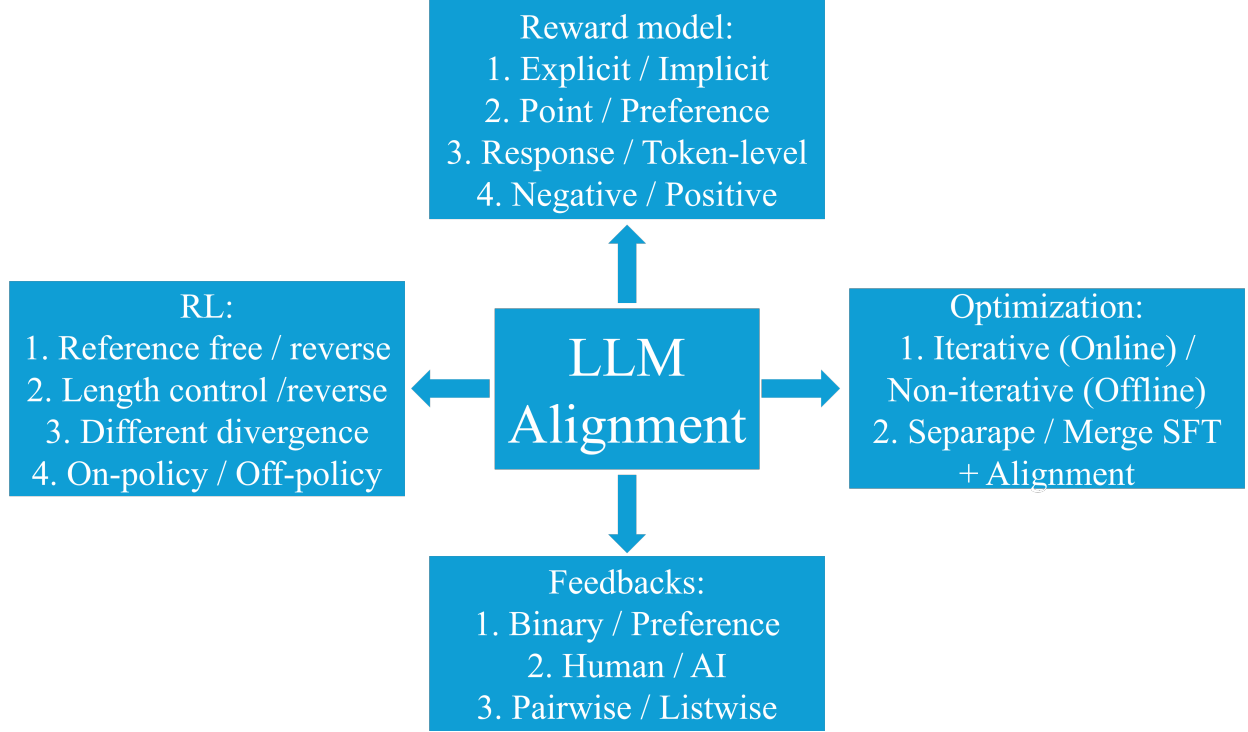 Reward model:
1. Explicit / Implicit
2. Point / Preference
3. Response / Token-level
4. Negative / Positive
RL:
1. Reference free / reverse
2. Length control /reverse
3. Different divergence
4. On-policy / Off-policy
LLM
Alignment
Optimization:
1. Iterative (Online) /
Non-iterative (Offline)
2. Separape / Merge SFT
+ Alignment
Feedbacks:
1. Binary / Preference
2. Human / AI
3. Pairwise / Listwise